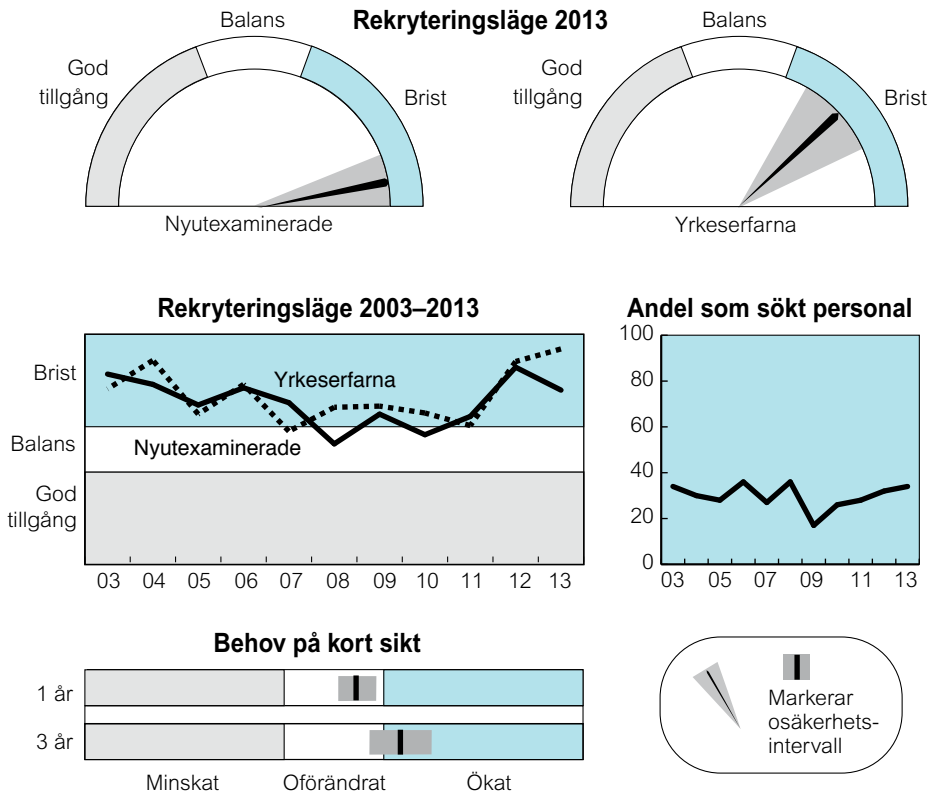 Rekryteringsläge 2013
Balans
God
tillgång
Brist
Nyutexaminerade
Balans
God
tillgång
Brist
Yrkeserfarna
Rekryteringsläge 2003–2013
Brist
Balans
God
tillgång
Yrkeserfarna
Nyutexaminerade
03 04 05 06 07 08 09 10 11 12 13
Andel som sökt personal
100
80
60
40
20
0
03 05 07 09 11 13
Behov på kort sikt
1 år
3 år
Minskat Oförändrat Ökat
Markerar
osäkerhets-
intervall